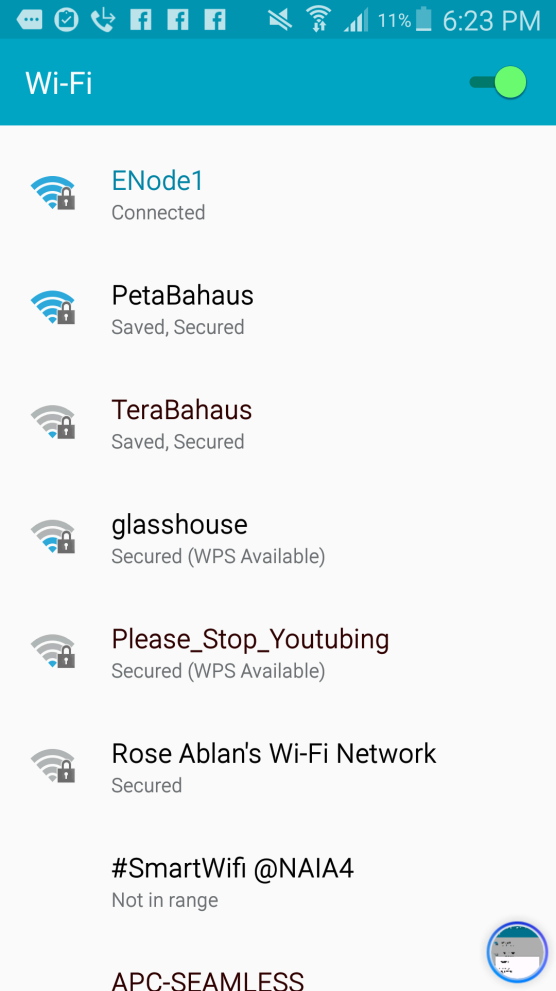 11% 6:23 PM
Wi-Fi
ENode1
Connected
PetaBahaus
Saved, Secured
TeraBahaus
Saved, Secured
glasshouse
Secured (WPS Available)
Please_Stop_Youtubing
Secured (WPS Available)
Rose Ablan's Wi-Fi Network
Secured
#SmartWifi @NAIA4
Not in range
APC-SEAMLESS